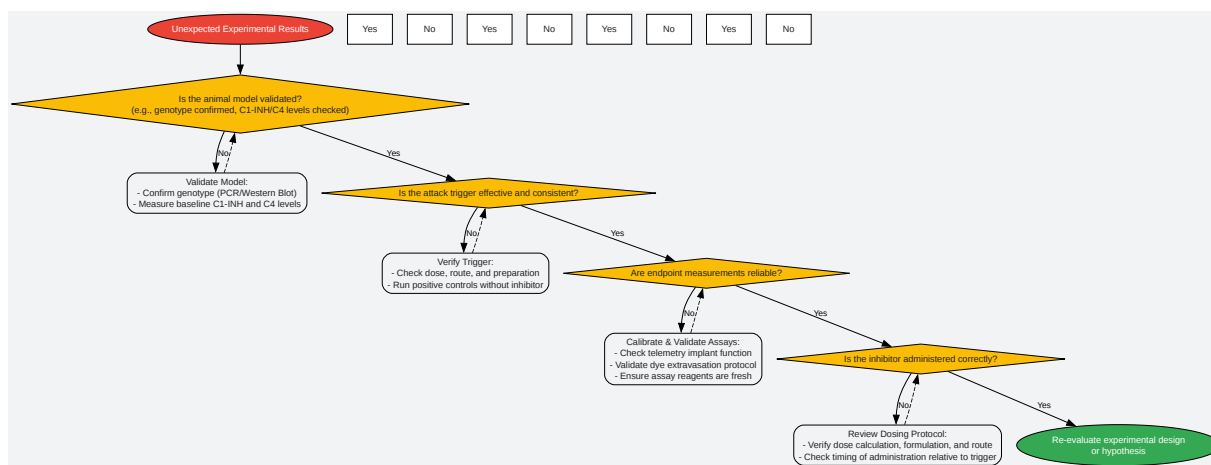 Unexpected Experimental Results
Yes
No
Yes
No
Yes
No
Yes
No
Is the animal model validated?
(e.g., genotype confirmed, C1-INH/C4 levels checked)
No
Yes
Validate Model:
- Confirm genotype (PCR/Western Blot)
- Measure baseline C1-INH and C4 levels
Is the attack trigger effective and consistent?
No
Yes
Verify Trigger:
- Check dose, route, and preparation
- Run positive controls without inhibitor
Are endpoint measurements reliable?
No
Yes
Calibrate & Validate Assays:
- Check telemetry implant function
- Validate dye extravasation protocol
- Ensure assay reagents are fresh
Is the inhibitor administered correctly?
No
Yes
Review Dosing Protocol:
- Verify dose calculation, formulation, and route
- Check timing of administration relative to trigger
Re-evaluate experimental design
or hypothesis